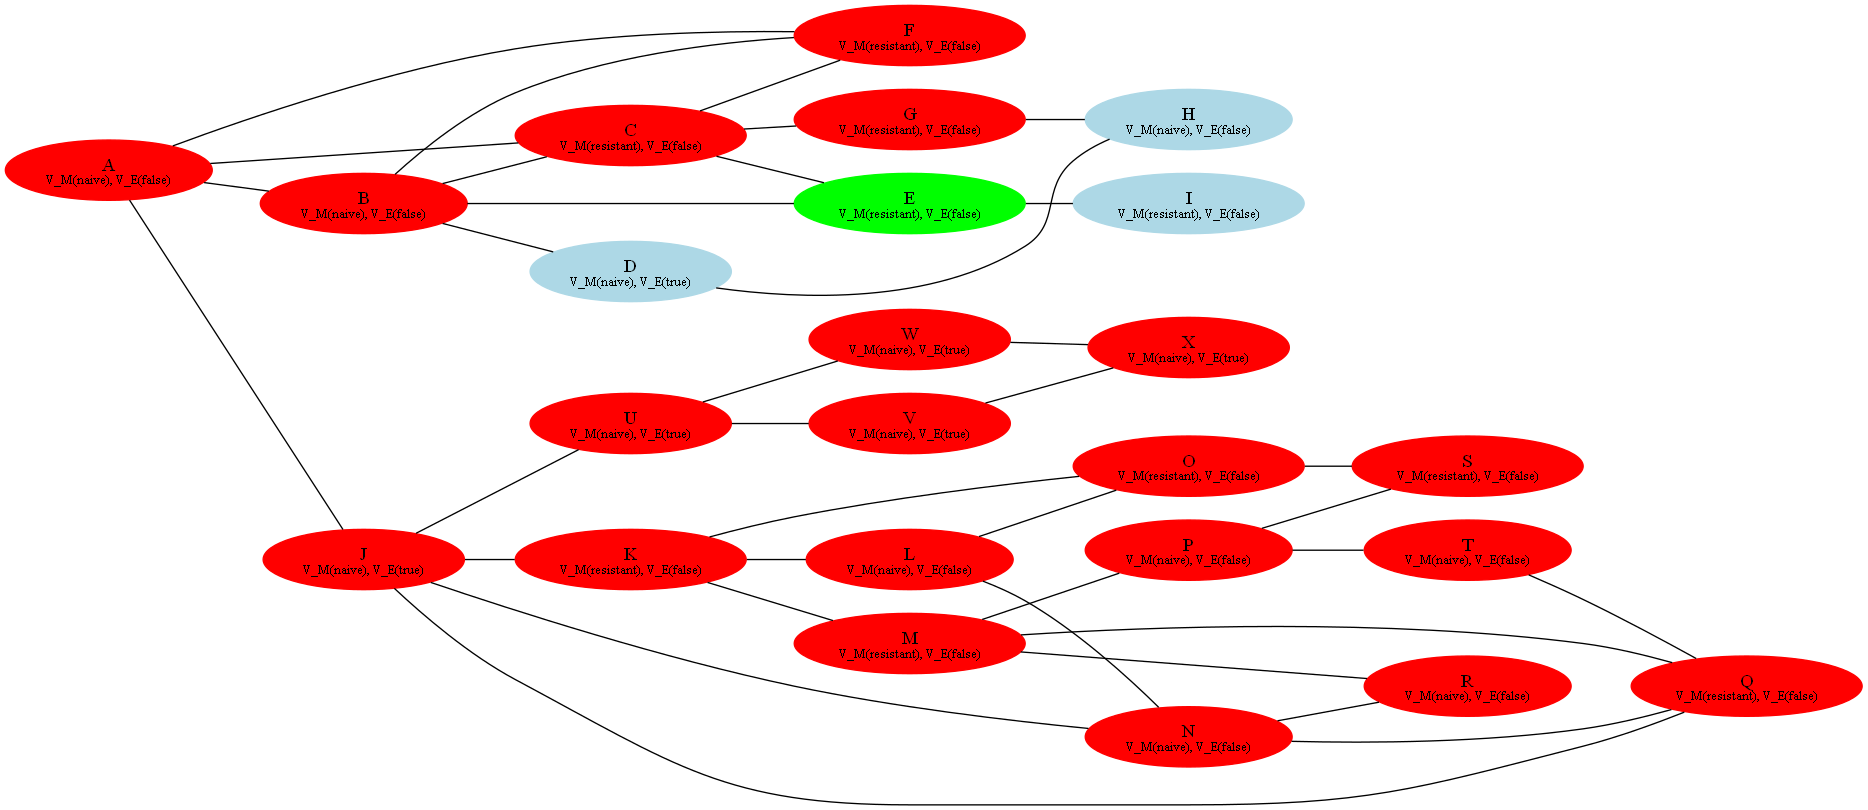 F
V_M(resistant), V_E(false)
A
V_M(naive), V_E(false)
C
V_M(resistant), V_E(false)
G
V_M(resistant), V_E(false)
H
V_M(naive), V_E(false)
B
V_M(naive), V_E(false)
E
V_M(resistant), V_E(false)
I
V_M(resistant), V_E(false)
D
V_M(naive), V_E(true)
W
V_M(naive), V_E(true)
X
V_M(naive), V_E(true)
U
V_M(naive), V_E(true)
V
V_M(naive), V_E(true)
O
V_M(resistant), V_E(false)
S
V_M(resistant), V_E(false)
J
V_M(naive), V_E(true)
K
V_M(resistant), V_E(false)
L
V_M(naive), V_E(false)
P
V_M(naive), V_E(false)
T
V_M(naive), V_E(false)
M
V_M(resistant), V_E(false)
R
V_M(naive), V_E(false)
Q
V_M(resistant), V_E(false)
N
V_M(naive), V_E(false)